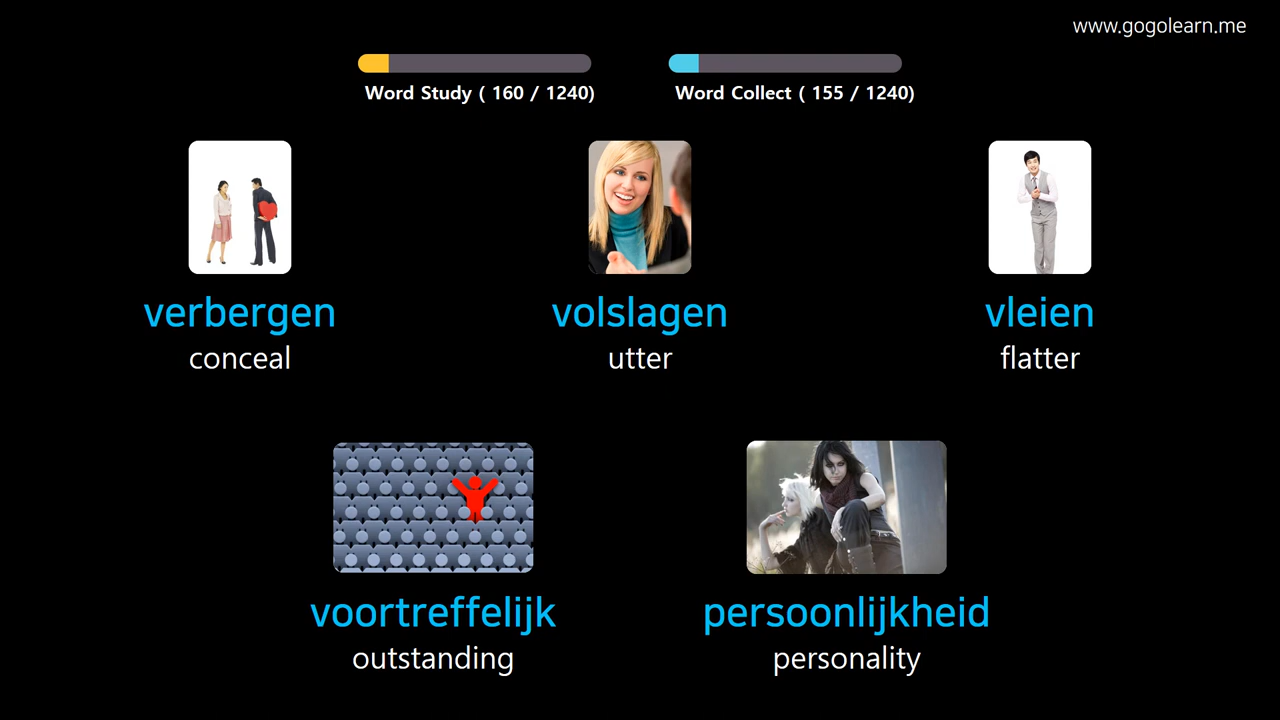 www.gogolearn.me
Word Study ( 160 / 1240)
Word Collect ( 155 / 1240)
verbergen
conceal
volslagen
utter
vleien
flatter
voortreffelijk
outstanding
persoonlijkheid
personality